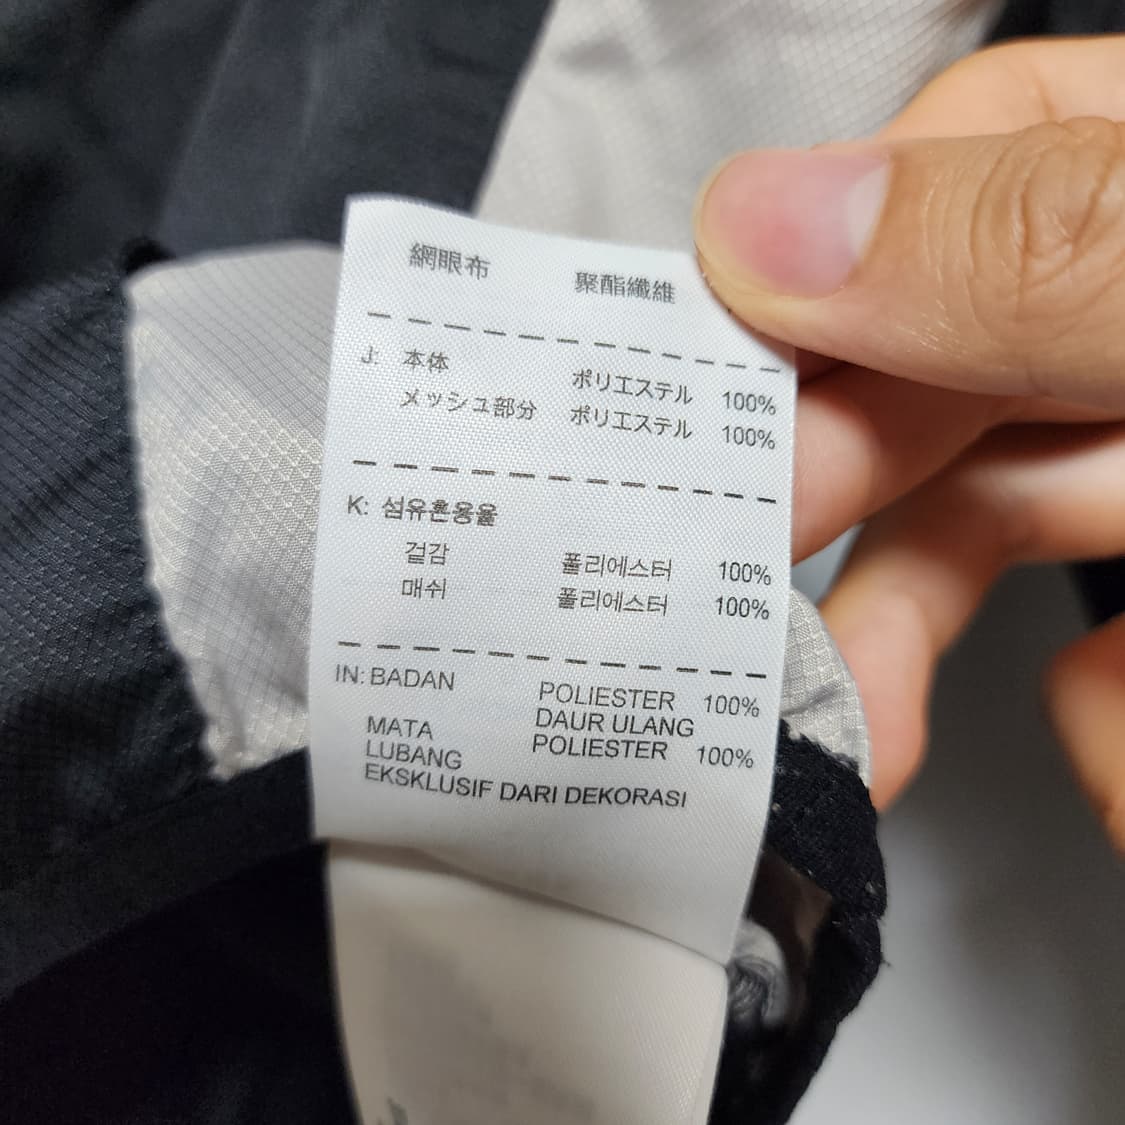 網眼布 聚酯纖維
J: 本体 ポリエステル 100%
メッシュ部分 ポリエステル 100%
K: 섬유혼용율
겉감 폴리에스터 100%
매쉬 폴리에스터 100%
IN: BADAN POLIESTER 100%
DAUR ULANG
MATA POLIESTER 100%
LUBANG
EKSKLUSIF DARI DEKORASI